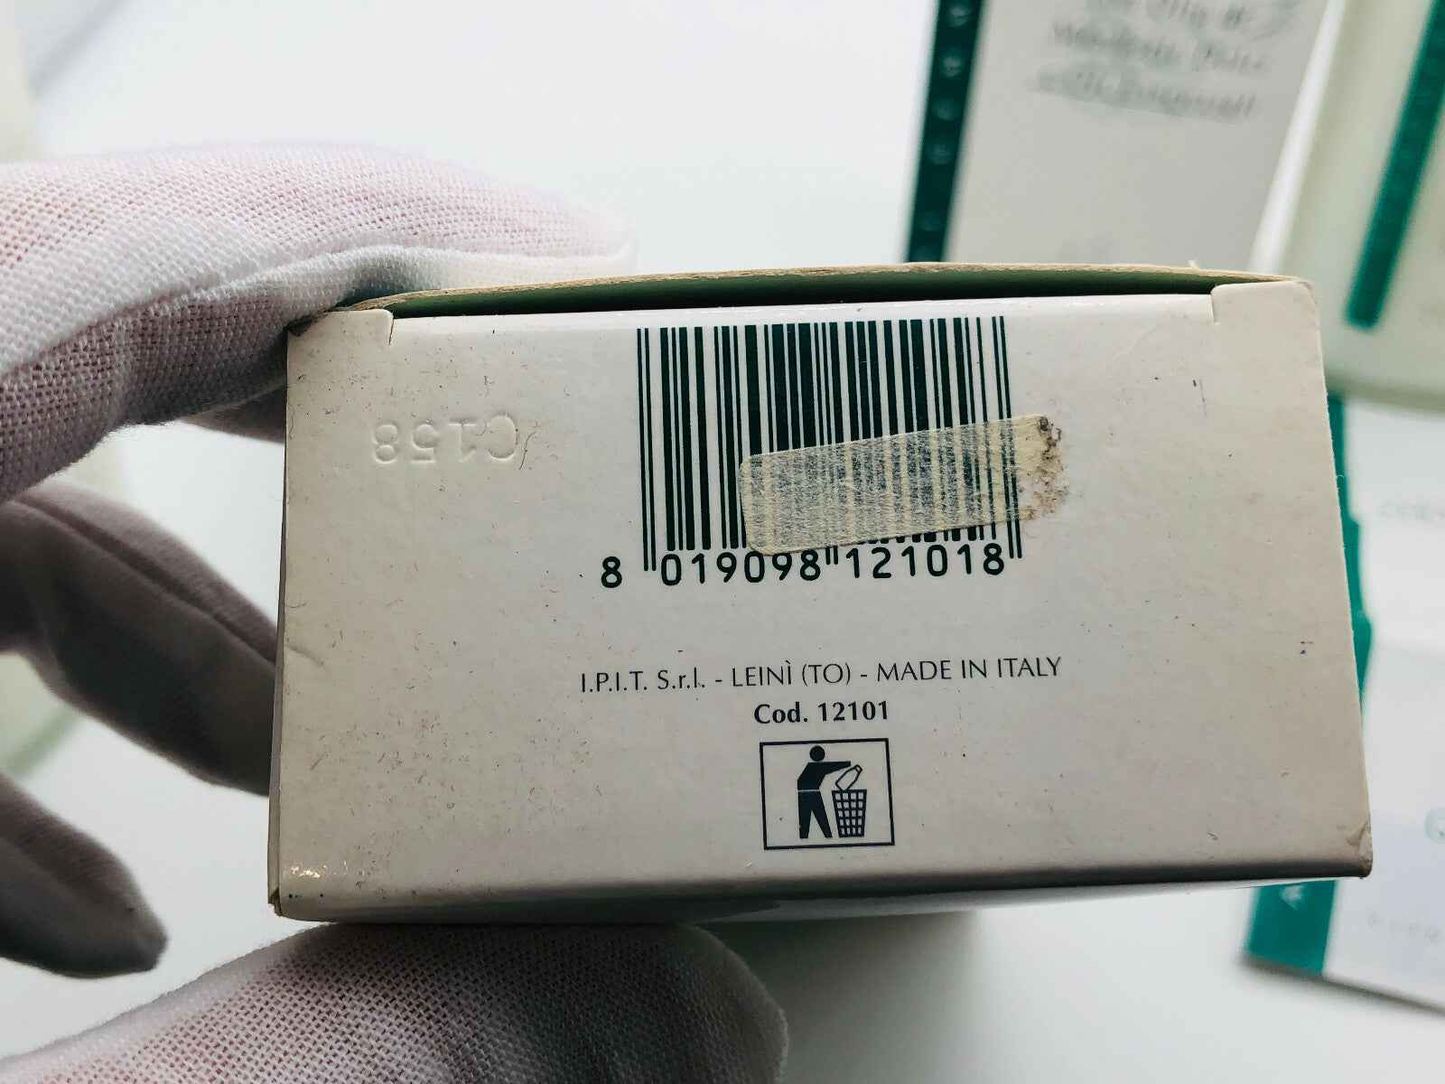 C158
8 019098 121018
I.P.I.T. S.r.l. - LEINÌ (TO) - MADE IN ITALY
Cod. 12101